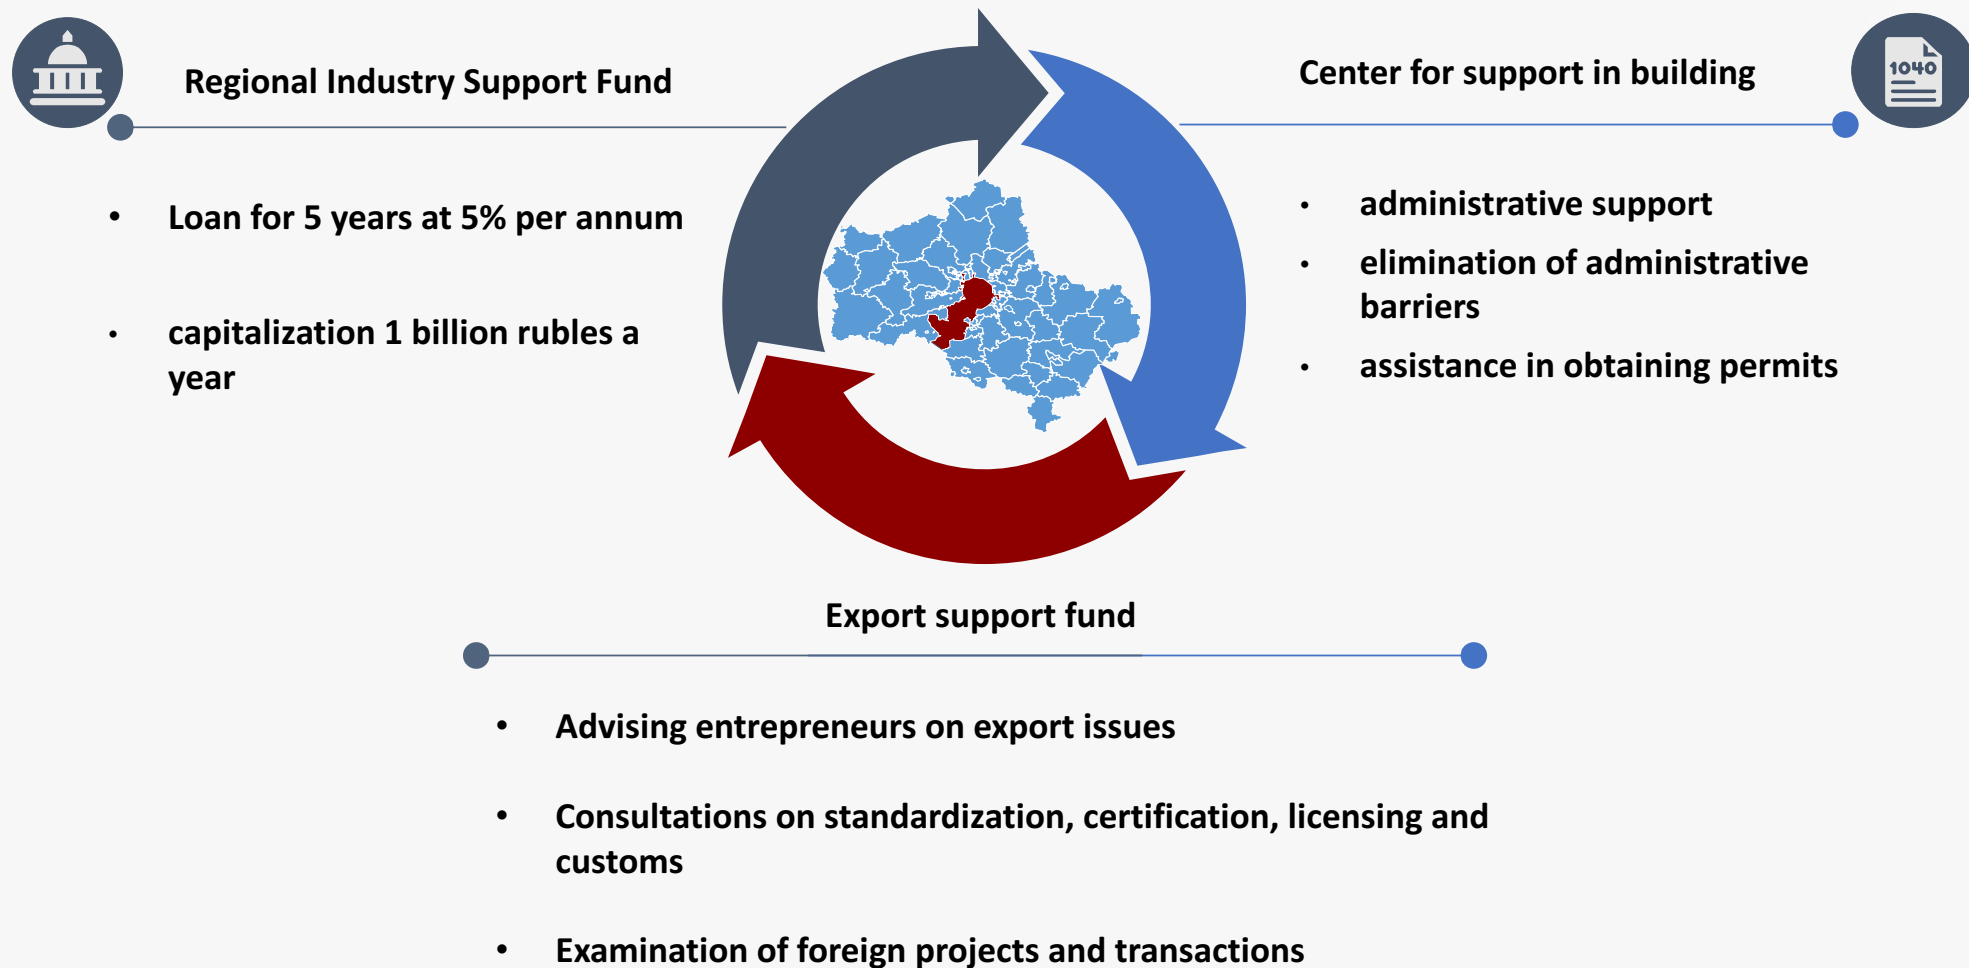 Regional Industry Support Fund
• Loan for 5 years at 5% per annum
• capitalization 1 billion rubles a
year
Center for support in building
1040
• administrative support
• elimination of administrative
barriers
• assistance in obtaining permits
Export support fund
• Advising entrepreneurs on export issues
• Consultations on standardization, certification, licensing and
customs
• Examination of foreign projects and transactions